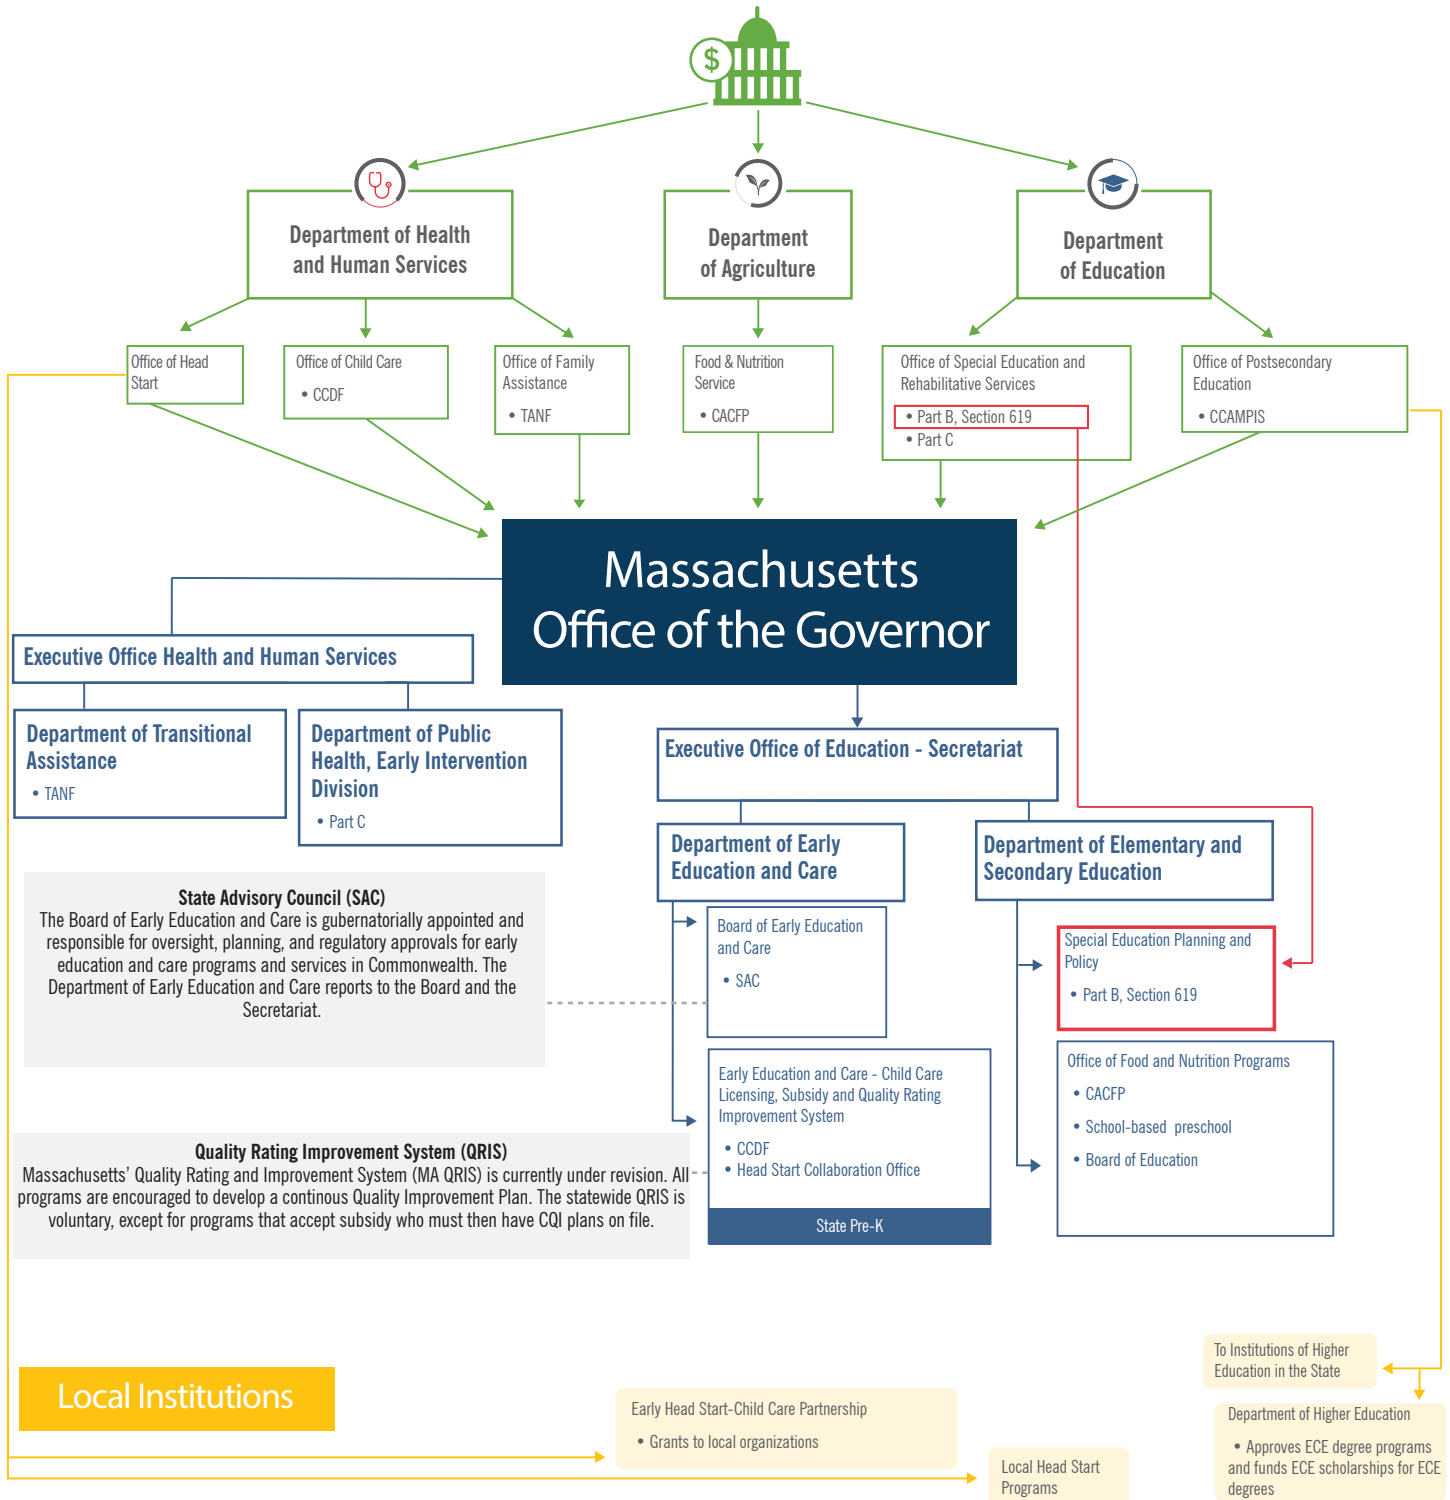 $
Department of Health
and Human Services
Department
of Agriculture
Department
of Education
Office of Head
Start
Office of Child Care
• CCDF
Office of Family
Assistance
• TANF
Food & Nutrition
Service
• CACFP
Office of Special Education and
Rehabilitative Services
• Part B, Section 619
• Part C
Office of Postsecondary
Education
• CCAMPIS
Massachusetts
Office of the Governor
Executive Office Health and Human Services
Department of Transitional
Assistance
• TANF
Department of Public
Health, Early Intervention
Division
• Part C
Executive Office of Education - Secretariat
Department of Early
Education and Care
Department of Elementary and
Secondary Education
State Advisory Council (SAC)
The Board of Early Education and Care is gubernatorially appointed and
responsible for oversight, planning, and regulatory approvals for early
education and care programs and services in Commonwealth. The
Department of Early Education and Care reports to the Board and the
Secretariat.
Board of Early Education
and Care
• SAC
Special Education Planning and
Policy
• Part B, Section 619
Early Education and Care - Child Care
Licensing, Subsidy and Quality Rating
Improvement System
• CCDF
• Head Start Collaboration Office
State Pre-K
Office of Food and Nutrition Programs
• CACFP
• School-based preschool
• Board of Education
Quality Rating Improvement System (QRIS)
Massachusetts' Quality Rating and Improvement System (MA QRIS) is currently under revision. All
programs are encouraged to develop a continous Quality Improvement Plan. The statewide QRIS is
voluntary, except for programs that accept subsidy who must then have CQI plans on file.
Local Institutions
Early Head Start-Child Care Partnership
• Grants to local organizations
Local Head Start
Programs
To Institutions of Higher
Education in the State
Department of Higher Education
• Approves ECE degree programs
and funds ECE scholarships for ECE
degrees